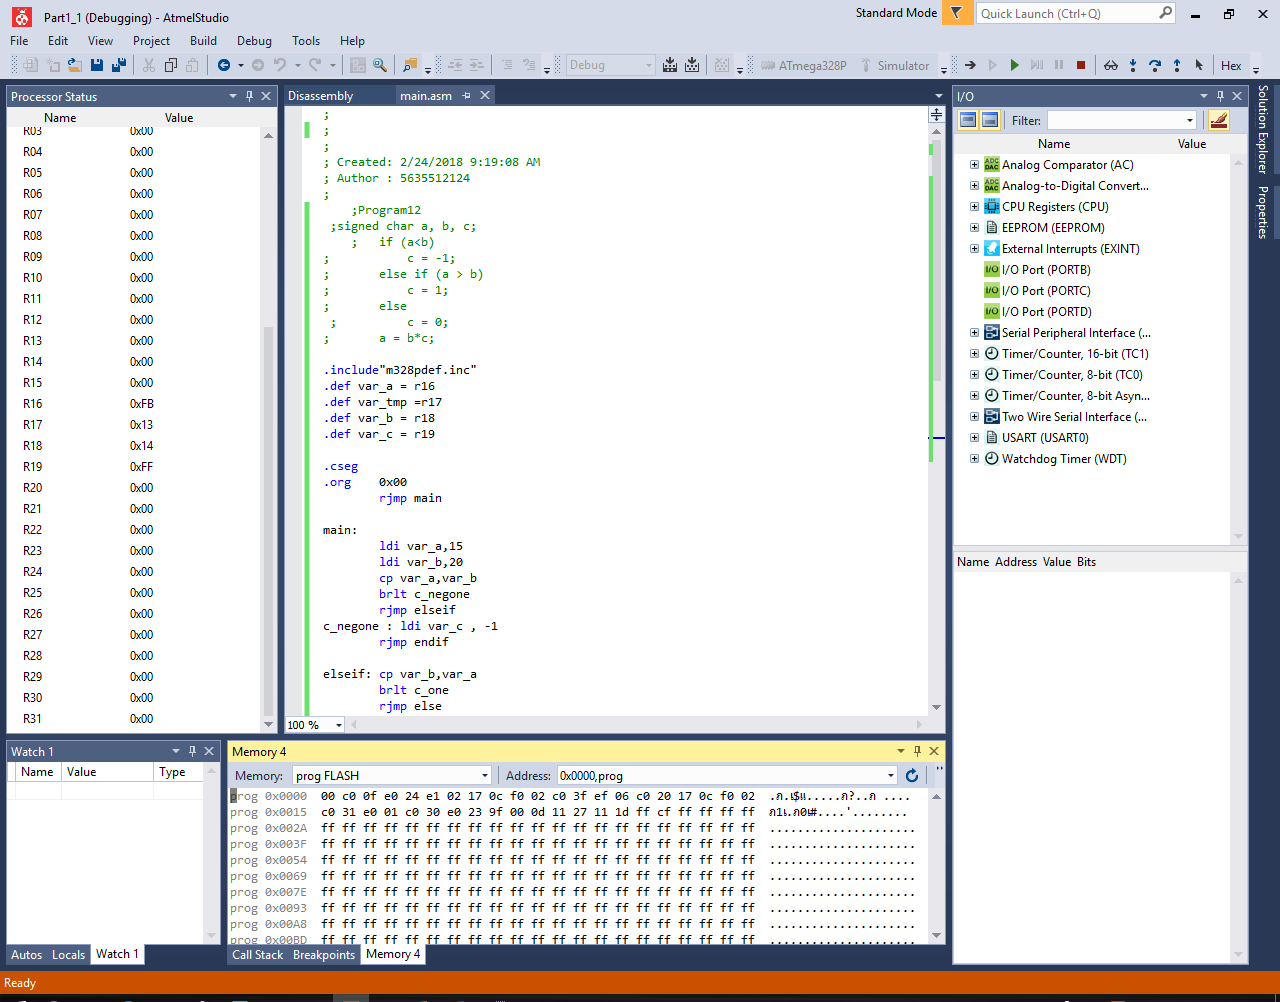 Part1_1 (Debugging) - AtmelStudio
Standard Mode
Quick Launch (Ctrl+Q)
File Edit View Project Build Debug Tools Help
Debug
ATmega328P
Simulator
Hex
Processor Status
Name Value
R03 0x00
R04 0x00
R05 0x00
R06 0x00
R07 0x00
R08 0x00
R09 0x00
R10 0x00
R11 0x00
R12 0x00
R13 0x00
R14 0x00
R15 0x00
R16 0xFB
R17 0x13
R18 0x14
R19 0xFF
R20 0x00
R21 0x00
R22 0x00
R23 0x00
R24 0x00
R25 0x00
R26 0x00
R27 0x00
R28 0x00
R29 0x00
R30 0x00
R31 0x00
Disassembly main.asm
;
;
;
; Created: 2/24/2018 9:19:08 AM
; Author : 5635512124
;
;Program12
;signed char a, b, c;
; if (a<b)
; c = -1;
; else if (a > b)
; c = 1;
; else
; c = 0;
; a = b*c;
.include"m328pdef.inc"
.def var_a = r16
.def var_tmp =r17
.def var_b = r18
.def var_c = r19
.cseg
.org 0x00
rjmp main
main:
ldi var_a,15
ldi var_b,20
cp var_a,var_b
brlt c_negone
rjmp elseif
c_negone : ldi var_c , -1
rjmp endif
elseif: cp var_b,var_a
brlt c_one
rjmp else
100 %
I/O
Filter:
Name Value
Analog Comparator (AC)
Analog-to-Digital Convert...
CPU Registers (CPU)
EEPROM (EEPROM)
External Interrupts (EXINT)
I/O Port (PORTB)
I/O Port (PORTC)
I/O Port (PORTD)
Serial Peripheral Interface (...
Timer/Counter, 16-bit (TC1)
Timer/Counter, 8-bit (TC0)
Timer/Counter, 8-bit Asyn...
Two Wire Serial Interface (...
USART (USART0)
Watchdog Timer (WDT)
Name Address Value Bits
Solution Explorer
Properties
Watch 1
Name Value Type
Autos Locals Watch 1
Memory 4
Memory: prog FLASH Address: 0x0000,prog
prog 0x0000 00 c0 0f e0 24 e1 02 17 0c f0 02 c0 3f ef 06 c0 20 17 0c f0 02
prog 0x0015 c0 31 e0 01 c0 30 e0 23 9f 00 0d 11 27 11 1d ff cf ff ff ff ff
prog 0x002A ff ff ff ff ff ff ff ff ff ff ff ff ff ff ff ff ff ff ff ff ff .....................
prog 0x003F ff ff ff ff ff ff ff ff ff ff ff ff ff ff ff ff ff ff ff ff ff .....................
prog 0x0054 ff ff ff ff ff ff ff ff ff ff ff ff ff ff ff ff ff ff ff ff ff .....................
prog 0x0069 ff ff ff ff ff ff ff ff ff ff ff ff ff ff ff ff ff ff ff ff ff .....................
prog 0x007E ff ff ff ff ff ff ff ff ff ff ff ff ff ff ff ff ff ff ff ff ff .....................
prog 0x0093 ff ff ff ff ff ff ff ff ff ff ff ff ff ff ff ff ff ff ff ff ff .....................
prog 0x00A8 ff ff ff ff ff ff ff ff ff ff ff ff ff ff ff ff ff ff ff ff ff .....................
prog 0x00BD ff ff ff ff ff ff ff ff ff ff ff ff ff ff ff ff ff ff ff ff ff .....................
Call Stack Breakpoints Memory 4
Ready